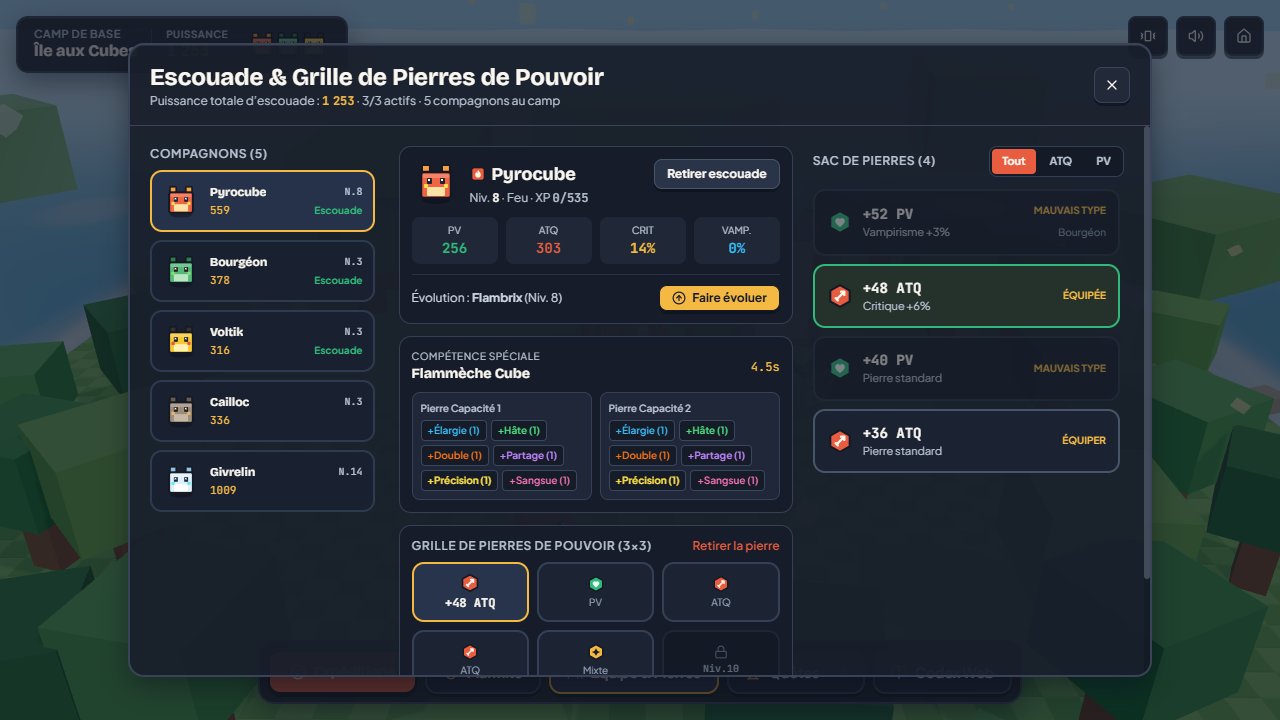 CAMP DE BASE
PUISSANCE
Île aux Cubes
Escouade & Grille de Pierres de Pouvoir
Puissance totale d'escouade : 1 253 · 3/3 actifs · 5 compagnons au camp
COMPAGNONS (5)
Pyrocube
N.8
559
Escouade
Bourgéon
N.3
378
Escouade
Voltik
N.3
316
Escouade
Cailloc
N.3
336
Givrelin
N.14
1009
Pyrocube
Retirer escouade
Niv. 8 · Feu · XP 0/535
PV
256
ATQ
303
CRIT
14%
VAMP.
0%
Évolution : Flambrix (Niv. 8)
Faire évoluer
COMPÉTENCE SPÉCIALE
Flammèche Cube
4.5s
Pierre Capacité 1
+Élargie (1)
+Hâte (1)
+Double (1)
+Partage (1)
+Précision (1)
+Sangsue (1)
Pierre Capacité 2
+Élargie (1)
+Hâte (1)
+Double (1)
+Partage (1)
+Précision (1)
+Sangsue (1)
GRILLE DE PIERRES DE POUVOIR (3×3)
Retirer la pierre
+48 ATQ
PV
ATQ
ATQ
Mixte
Niv.10
SAC DE PIERRES (4)
Tout
ATQ
PV
+52 PV
MAUVAIS TYPE
Vampirisme +3%
Bourgéon
+48 ATQ
Critique +6%
ÉQUIPÉE
+40 PV
Pierre standard
MAUVAIS TYPE
+36 ATQ
Pierre standard
ÉQUIPER